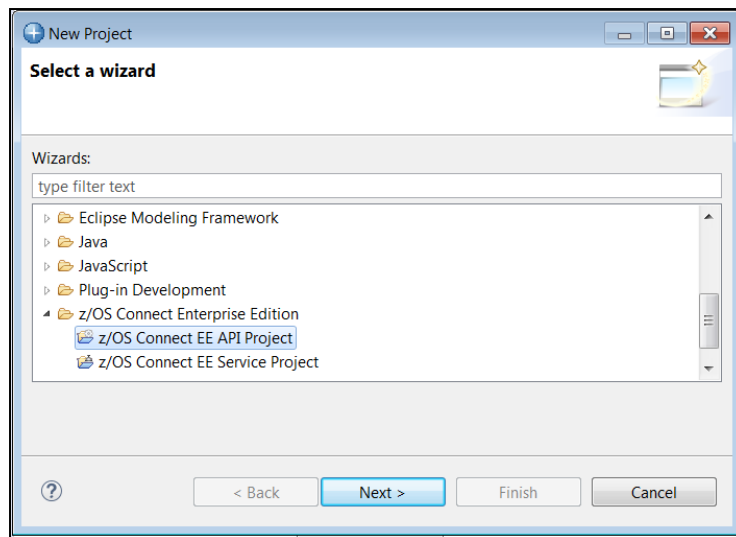 New Project
Select a wizard
Wizards:
type filter text
Eclipse Modeling Framework
Java
JavaScript
Plug-in Development
z/OS Connect Enterprise Edition
z/OS Connect EE API Project
z/OS Connect EE Service Project
? < Back Next > Finish Cancel